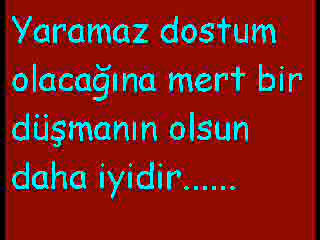 Yaramaz dostum
olacağına mert bir
düşmanın olsun
daha iyidir......